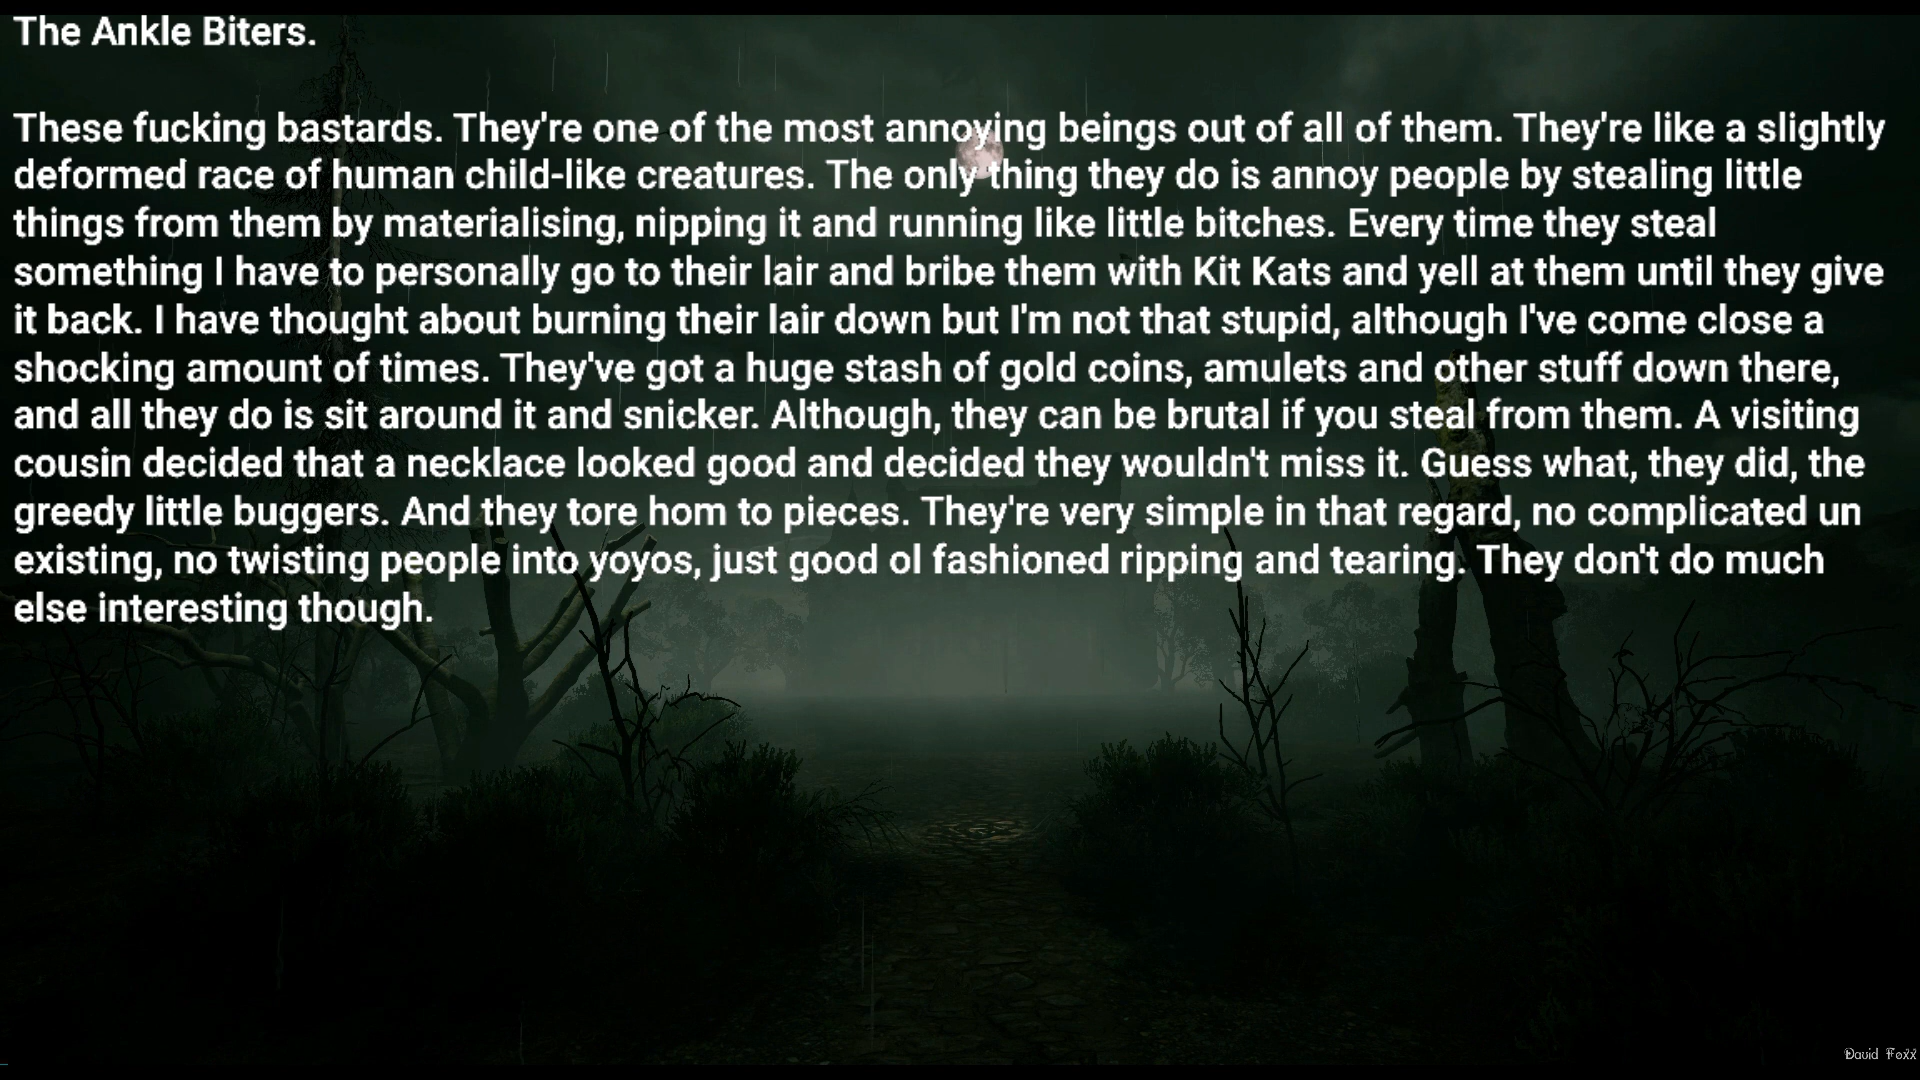 The Ankle Biters.
These fucking bastards. They're one of the most annoying beings out of all of them. They're like a slightly
deformed race of human child-like creatures. The only thing they do is annoy people by stealing little
things from them by materialising, nipping it and running like little bitches. Every time they steal
something I have to personally go to their lair and bribe them with Kit Kats and yell at them until they give
it back. I have thought about burning their lair down but I'm not that stupid, although I've come close a
shocking amount of times. They've got a huge stash of gold coins, amulets and other stuff down there,
and all they do is sit around it and snicker. Although, they can be brutal if you steal from them. A visiting
cousin decided that a necklace looked good and decided they wouldn't miss it. Guess what, they did, the
greedy little buggers. And they tore hom to pieces. They're very simple in that regard, no complicated un
existing, no twisting people into yoyos, just good ol fashioned ripping and tearing. They don't do much
else interesting though.
David Foxx